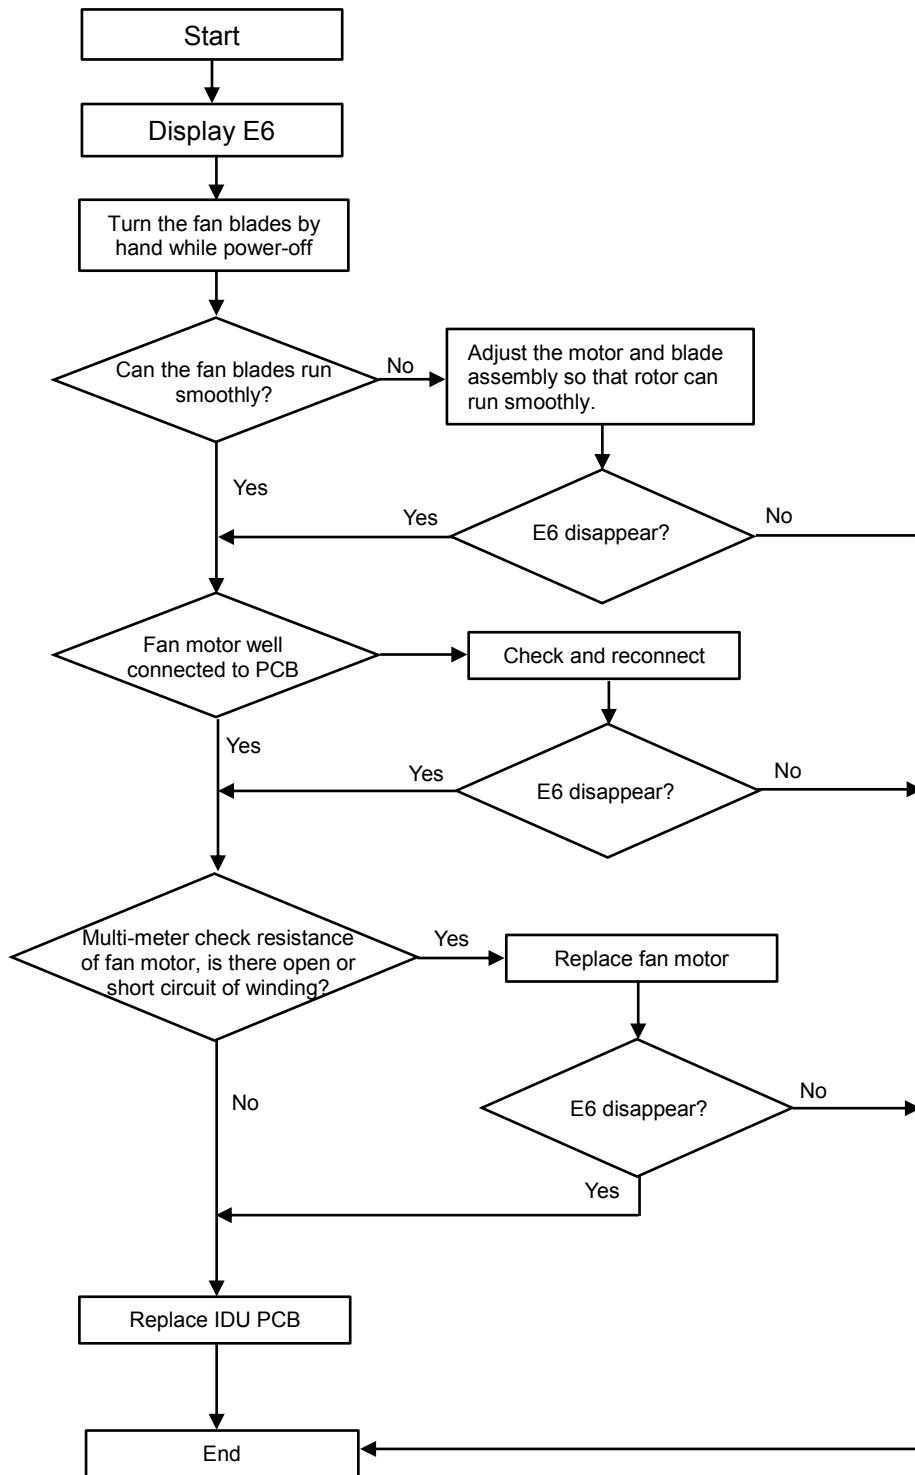 Start
Display E6
Turn the fan blades by
hand while power-off
Can the fan blades run
smoothly?
No
Adjust the motor and blade
assembly so that rotor can
run smoothly.
Yes
E6 disappear?
Yes
No
Fan motor well
connected to PCB
Check and reconnect
Yes
E6 disappear?
Yes
No
Multi-meter check resistance
of fan motor, is there open or
short circuit of winding?
Yes
Replace fan motor
No
E6 disappear?
No
Yes
Replace IDU PCB
End